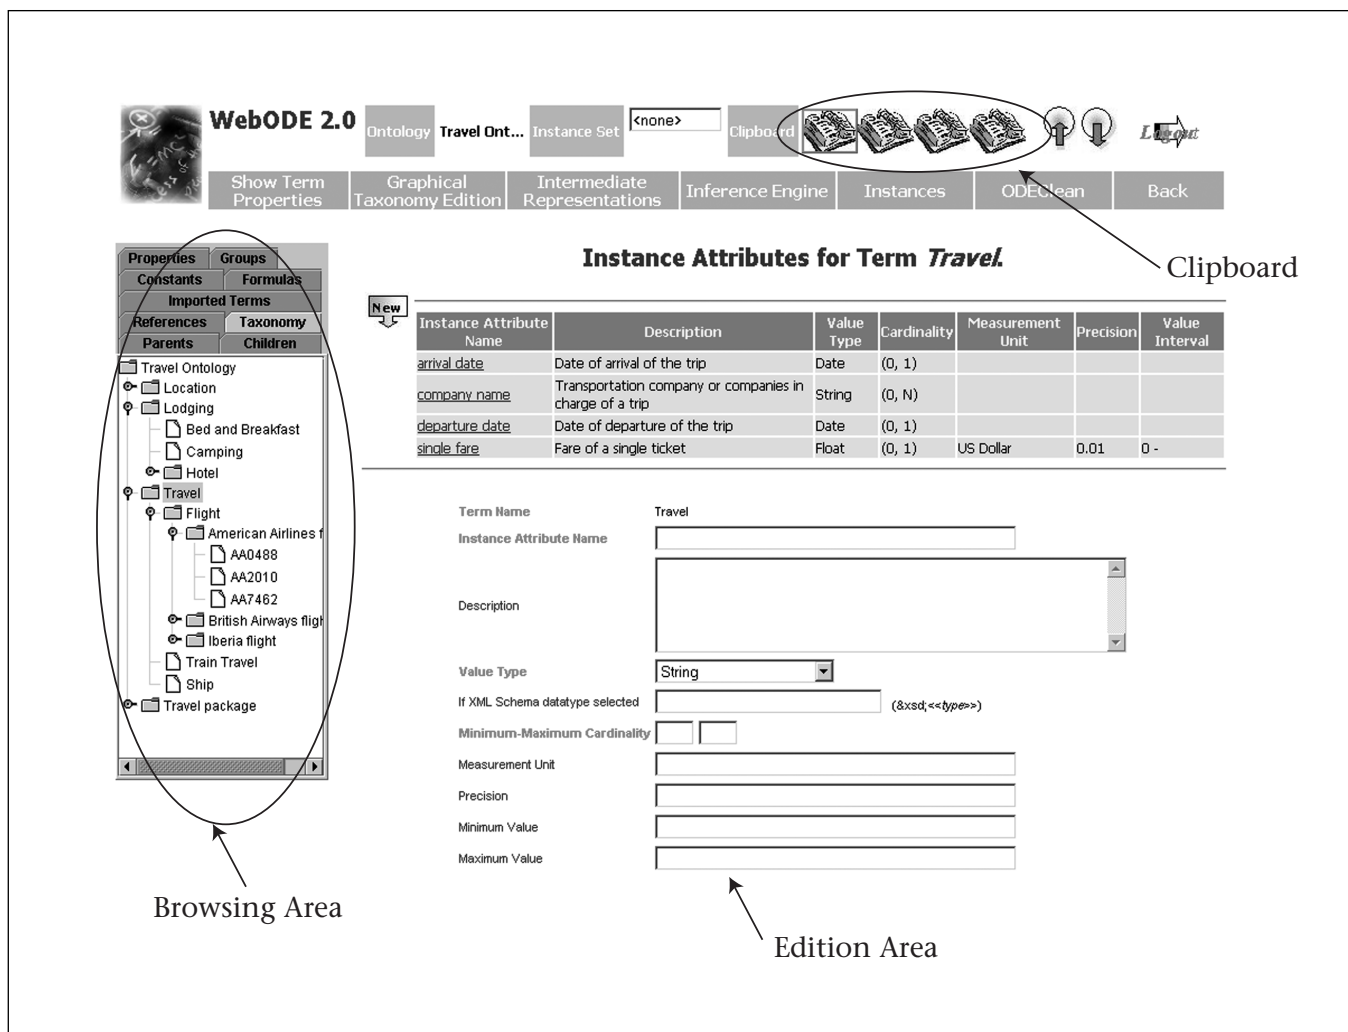 WebODE 2.0
Ontology Travel Ont... Instance Set <none> Clipboard Logout
Show Term Properties
Graphical Taxonomy Edition
Intermediate Representations
Inference Engine
Instances
ODEClean
Back
Clipboard
Properties Groups
Constants Formulas
Imported Terms
References Taxonomy
Parents Children
Travel Ontology
Location
Lodging
Bed and Breakfast
Camping
Hotel
Travel
Flight
American Airlines f
AA0488
AA2010
AA7462
British Airways fligh
Iberia flight
Train Travel
Ship
Travel package
Browsing Area
Instance Attributes for Term Travel.
New
Instance Attribute Name Description Value Type Cardinality Measurement Unit Precision Value Interval
arrival date Date of arrival of the trip Date (0, 1)
company name Transportation company or companies in charge of a trip String (0, N)
departure date Date of departure of the trip Date (0, 1)
single fare Fare of a single ticket Float (0, 1) US Dollar 0.01 0 -
Term Name Travel
Instance Attribute Name
Description
Value Type String
If XML Schema datatype selected (&xsd;<<type>>)
Minimum-Maximum Cardinality
Measurement Unit
Precision
Minimum Value
Maximum Value
Edition Area